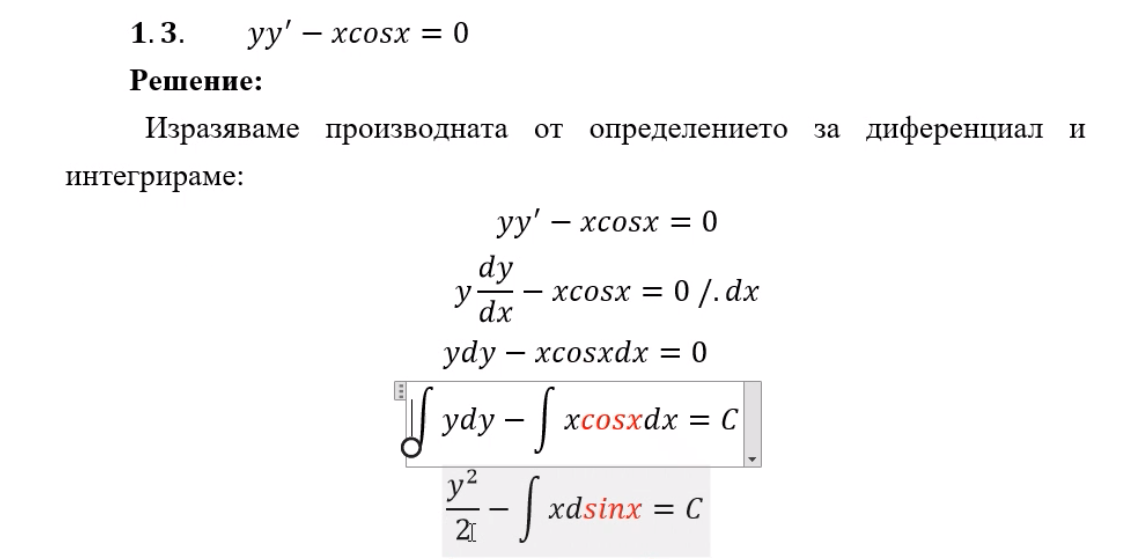 1.3. yy′ − xcosx = 0
Решение:
Изразяваме производната от определението за диференциал и
интегрираме:
yy′ − xcosx = 0
y dy/dx − xcosx = 0 /. dx
ydy − xcosxdx = 0
∫ ydy − ∫ xcosxdx = C
y²/2 − ∫ xdsinx = C